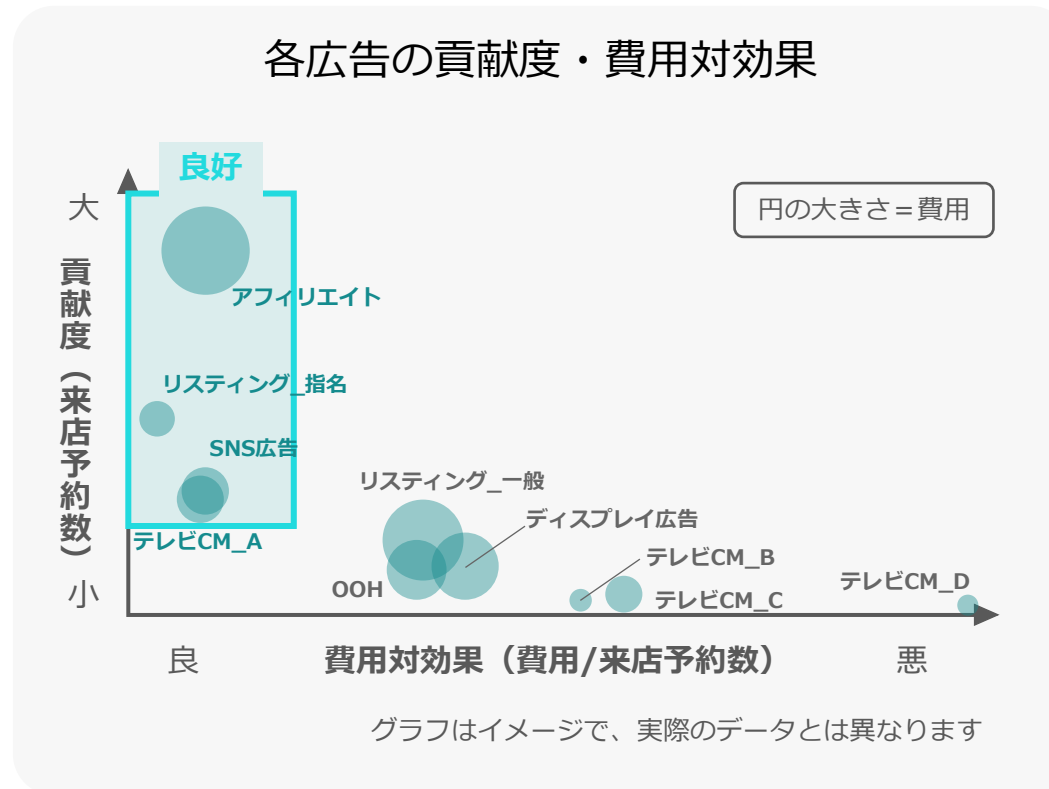 各広告の貢献度・費用対効果
良好
大
円の大きさ＝費用
貢献度（来店予約数）
アフィリエイト
リスティング_指名
SNS広告
テレビCM_A
リスティング_一般
ディスプレイ広告
OOH
テレビCM_B
テレビCM_C
テレビCM_D
小
良
費用対効果（費用/来店予約数）
悪
グラフはイメージで、実際のデータとは異なります